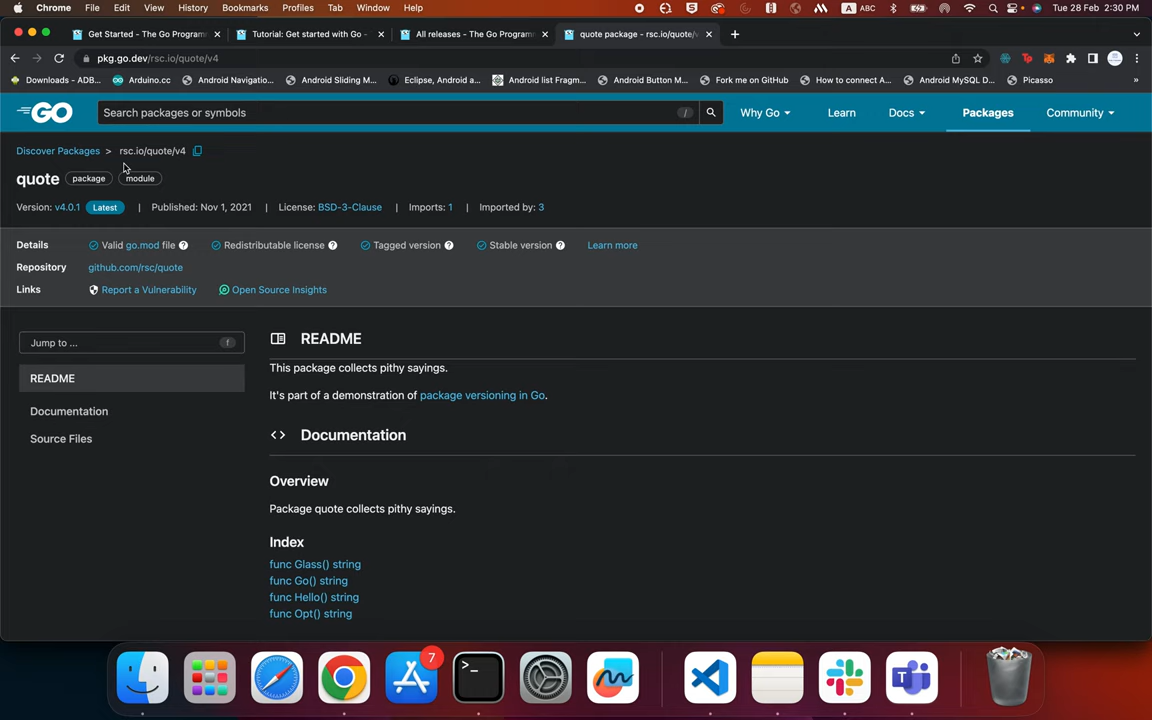 Chrome File Edit View History Bookmarks Profiles Tab Window Help A ABC Tue 28 Feb 2:30 PM
Get Started - The Go Program × Tutorial: Get started with Go - × All releases - The Go Program × quote package - rsc.io/quote/v × +
pkg.go.dev/rsc.io/quote/v4
Downloads - ADB... Arduino.cc Android Navigatio... Android Sliding M... Eclipse, Android a... Android list Fragm... Android Button M... Fork me on GitHub How to connect A... Android MySQL D... Picasso
GO Search packages or symbols / Why Go Learn Docs Packages Community
Discover Packages > rsc.io/quote/v4
quote package module
Version: v4.0.1 Latest | Published: Nov 1, 2021 | License: BSD-3-Clause | Imports: 1 | Imported by: 3
Details Valid go.mod file ? Redistributable license ? Tagged version ? Stable version ? Learn more
Repository github.com/rsc/quote
Links Report a Vulnerability Open Source Insights
Jump to ... f
README
Documentation
Source Files
README
This package collects pithy sayings.
It's part of a demonstration of package versioning in Go.
<> Documentation
Overview
Package quote collects pithy sayings.
Index
func Glass() string
func Go() string
func Hello() string
func Opt() string
7
>_